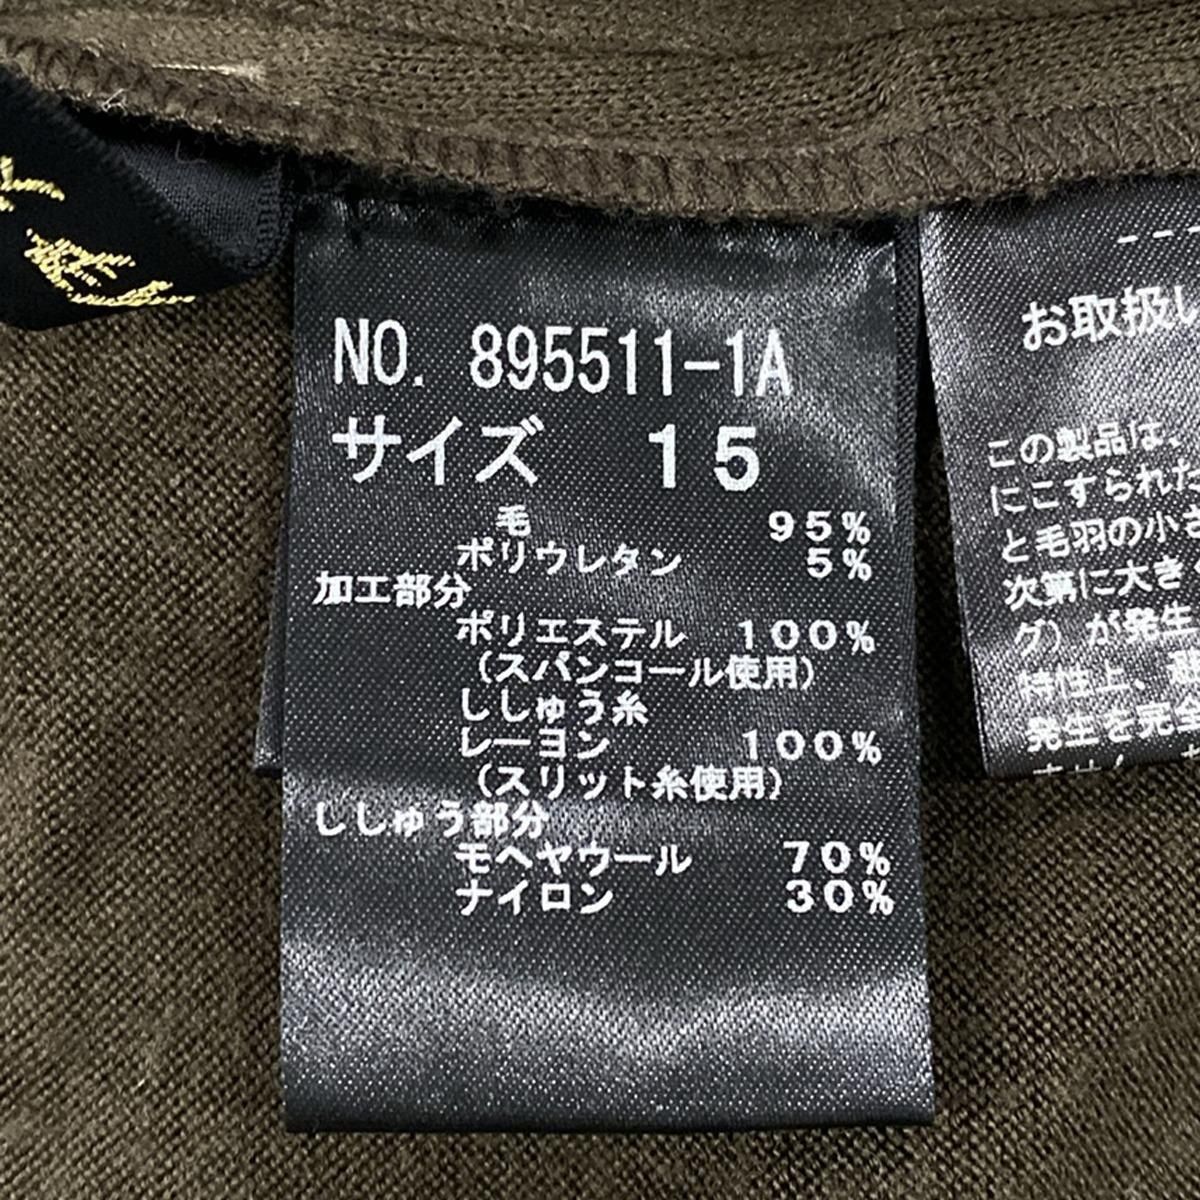 NO. 895511-1A
サイズ 15
毛 95%
ポリウレタン 5%
加工部分
ポリエステル 100%
(スパンコール使用)
ししゅう糸
レーヨン 100%
(スリット糸使用)
ししゅう部分
モヘヤウール 70%
ナイロン 30%
お取扱い
この製品は、
にこすられた
と毛羽の小さ
次第に大きく
グ)が発生
特性上、
発生を完全